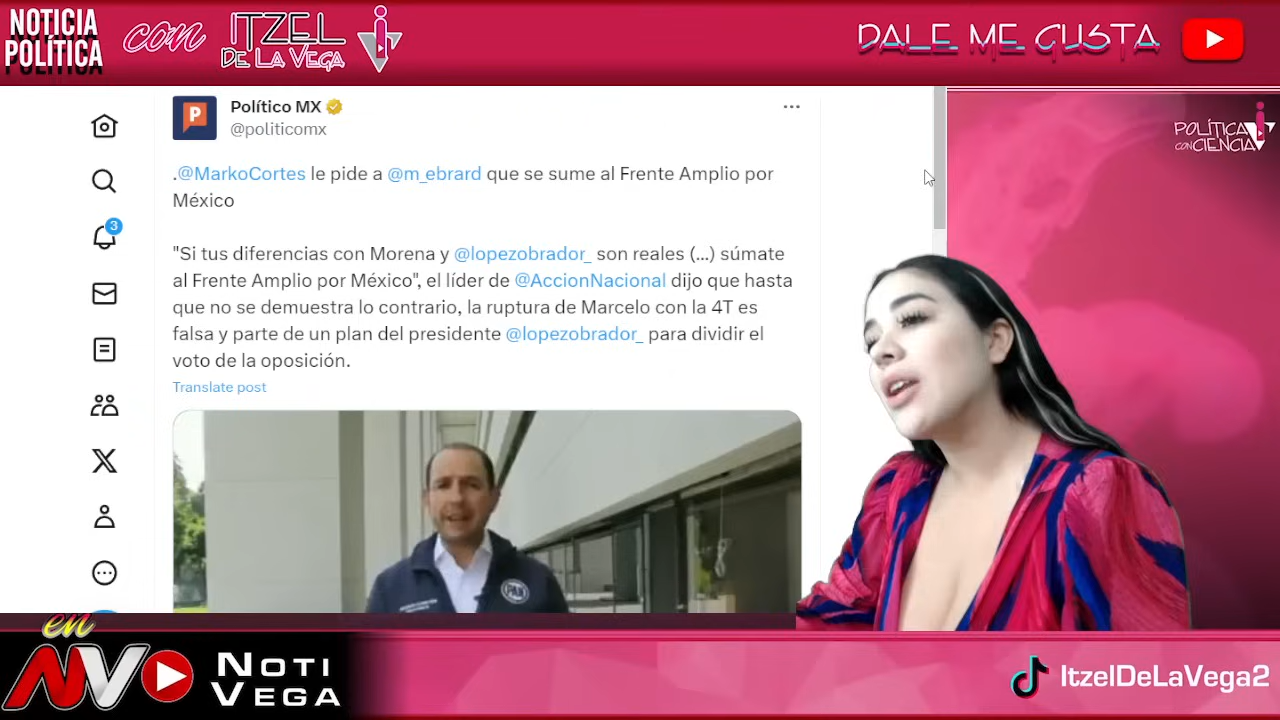 NOTICIA
POLÍTICA
con
ITZEL
DE LA VEGA
DALE ME GUSTA
POLÍTICA
CON CIENCIA
Político MX
@politicomx
.@MarkoCortes le pide a @m_ebrard que se sume al Frente Amplio por
México
"Si tus diferencias con Morena y @lopezobrador_ son reales (...) súmate
al Frente Amplio por México", el líder de @AccionNacional dijo que hasta
que no se demuestra lo contrario, la ruptura de Marcelo con la 4T es
falsa y parte de un plan del presidente @lopezobrador_ para dividir el
voto de la oposición.
Translate post
3
PAN
en
NV
NOTI
VEGA
ItzelDeLaVega2